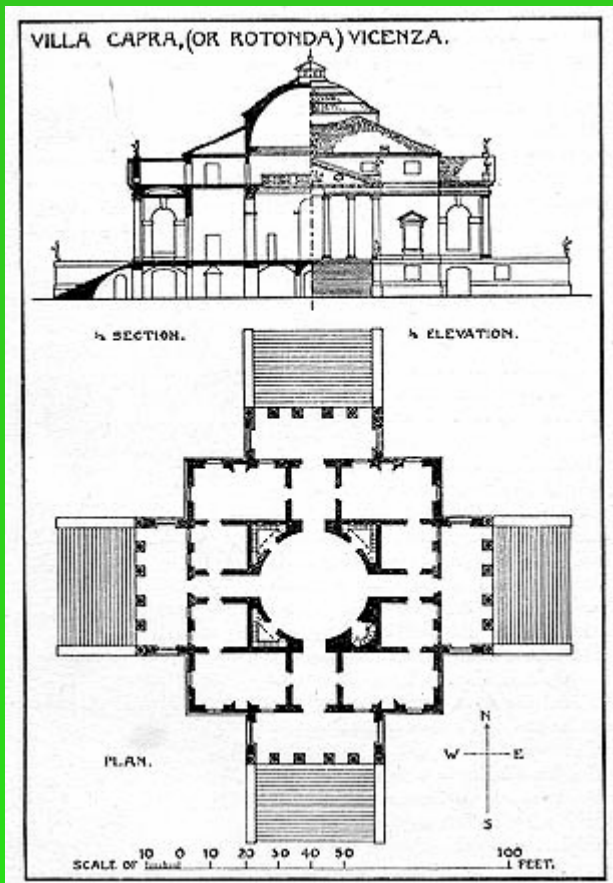 VILLA CAPRA, (OR ROTONDA) VICENZA.
½ SECTION. ½ ELEVATION.
PLAN.
N
W E
S
10 0 10 20 30 40 50 100
SCALE OF FEET.